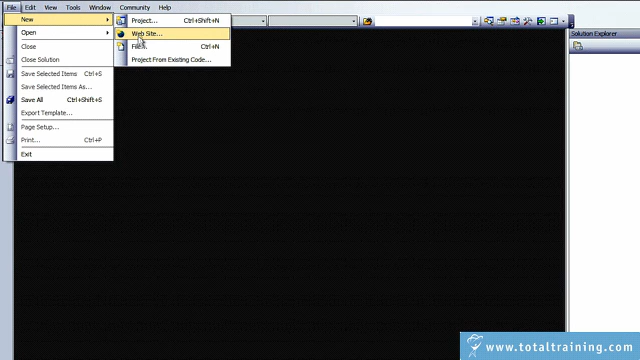 File Edit View Tools Window Community Help
New
Open
Close
Close Solution
Save Selected Items Ctrl+S
Save Selected Items As...
Save All Ctrl+Shift+S
Export Template...
Page Setup...
Print... Ctrl+P
Exit
Project... Ctrl+Shift+N
Web Site...
File... Ctrl+N
Project From Existing Code...
Solution Explorer
www.totaltraining.com